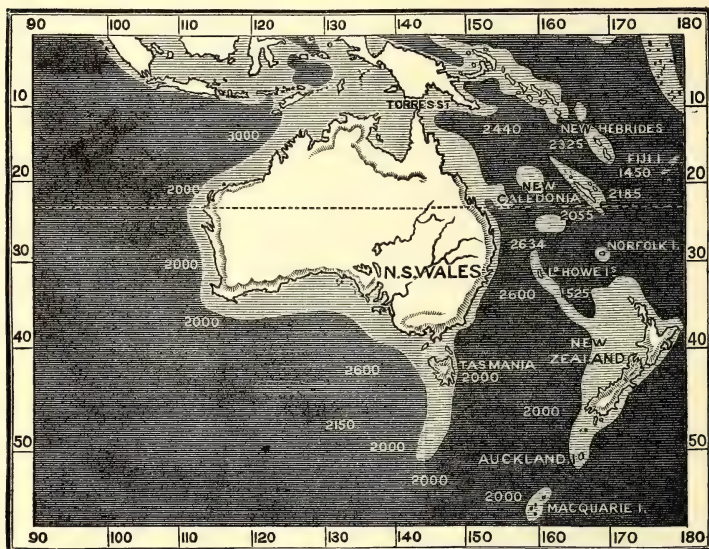 90 100 110 120 130 140 150 160 170 180
10 10
TORRES ST
3000 2440
NEW HEBRIDES
2325
FIJI I
1450
20 20
2000
NEW
CALEDONIA
2185
2055
2634
NORFOLK I.
30 30
2000
N.S.WALES
Ld HOWE Is
2600 1525
2000
40 40
NEW
ZEALAND
2600
TASMANIA
2000
2150
2000
2000
50 50
AUCKLAND Is
2000
2000
MACQUARIE I.
90 100 110 120 130 140 150 160 170 180